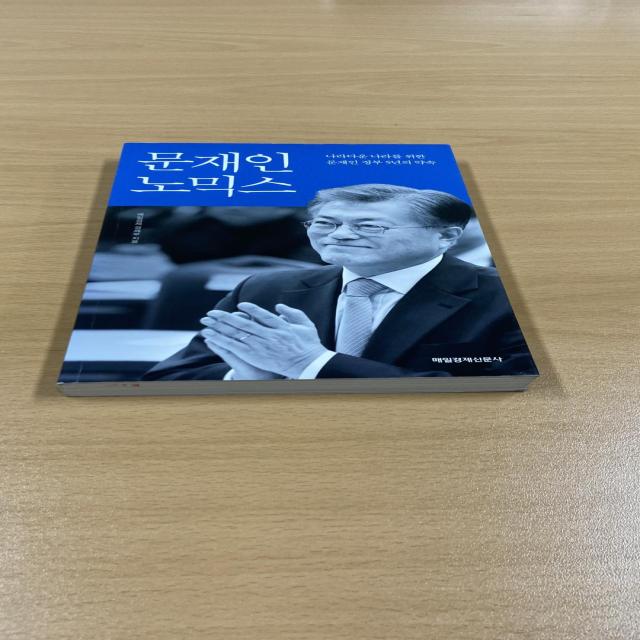 문재인
노믹스
나라다운 나라를 위한
문재인 정부 5년의 약속
매일경제신문사